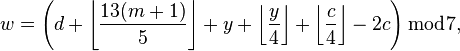 w = \left( d + \left\lfloor \frac{13(m+1)}{5} \right\rfloor + y + \left\lfloor \frac{y}{4} \right\rfloor + \left\lfloor \frac{c}{4} \right\rfloor - 2c \right) \bmod 7,